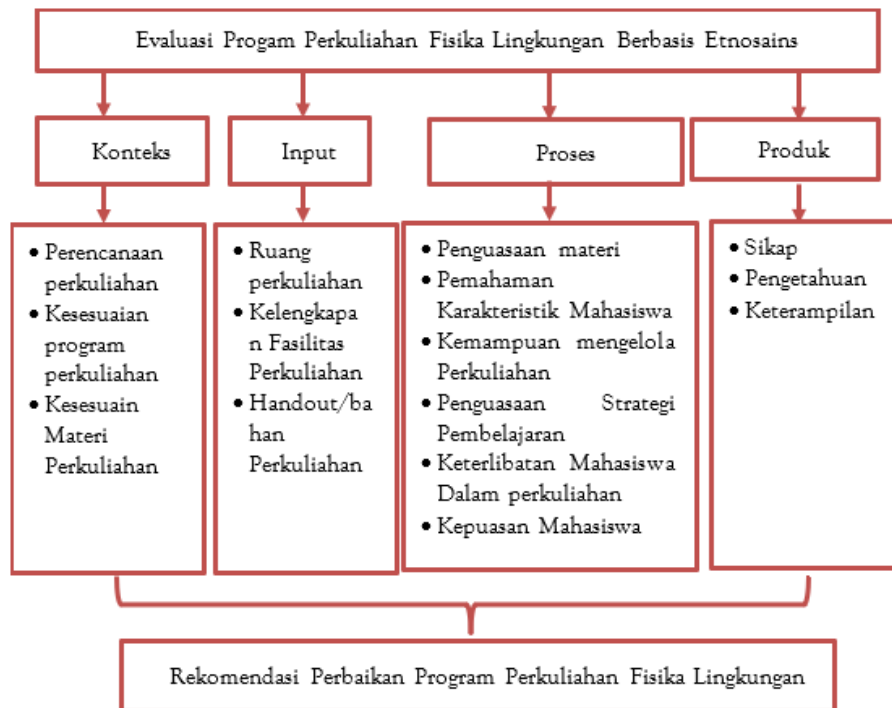 Evaluasi Progam Perkuliahan Fisika Lingkungan Berbasis Etnosains
Konteks
Input
Proses
Produk
• Perencanaan
perkuliahan
• Kesesuaian
program
perkuliahan
• Kesesuain
Materi
Perkuliahan
• Ruang
perkuliahan
• Kelengkapa
n Fasilitas
Perkuliahan
• Handout/ba
han
Perkuliahan
• Penguasaan materi
• Pemahaman
Karakteristik Mahasiswa
• Kemampuan mengelola
Perkuliahan
• Penguasaan Strategi
Pembelajaran
• Keterlibatan Mahasiswa
Dalam perkuliahan
• Kepuasan Mahasiswa
• Sikap
• Pengetahuan
• Keterampilan
Rekomendasi Perbaikan Program Perkuliahan Fisika Lingkungan